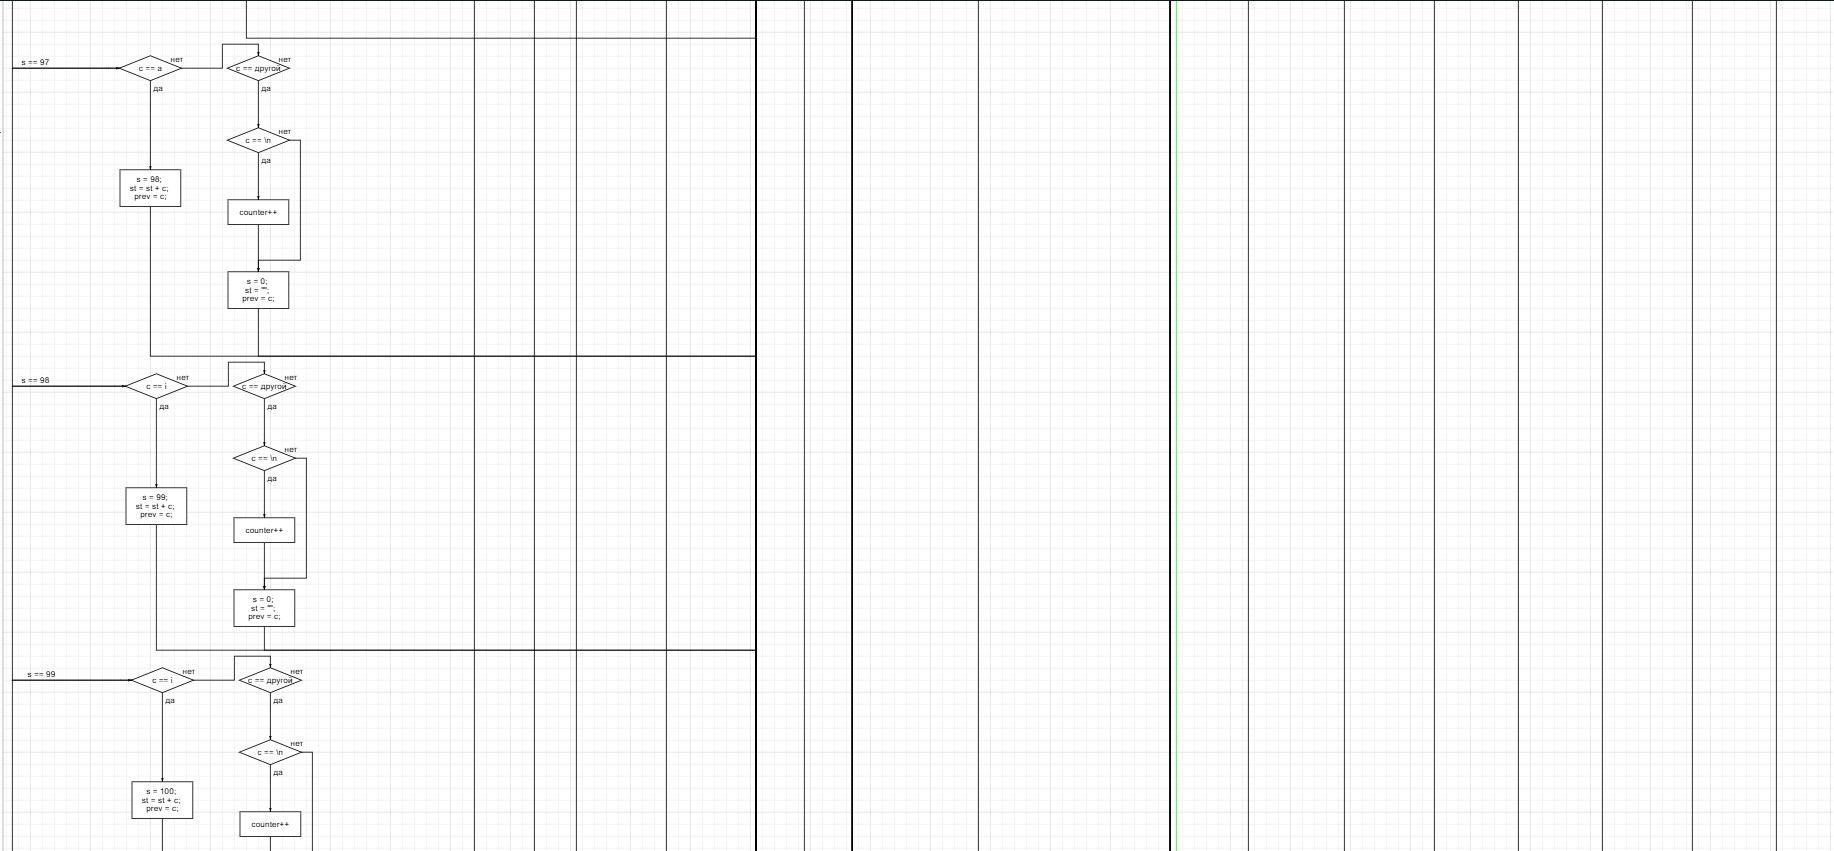 s == 97
c == a
нет
да
c == другой
нет
да
c == \n
нет
да
s = 98;
st = st + c;
prev = c;
counter++
s = 0;
st = "";
prev = c;
s == 98
c == i
нет
да
c == другой
нет
да
c == \n
нет
да
s = 99;
st = st + c;
prev = c;
counter++
s = 0;
st = "";
prev = c;
s == 99
c == i
нет
да
c == другой
нет
да
c == \n
нет
да
s = 100;
st = st + c;
prev = c;
counter++